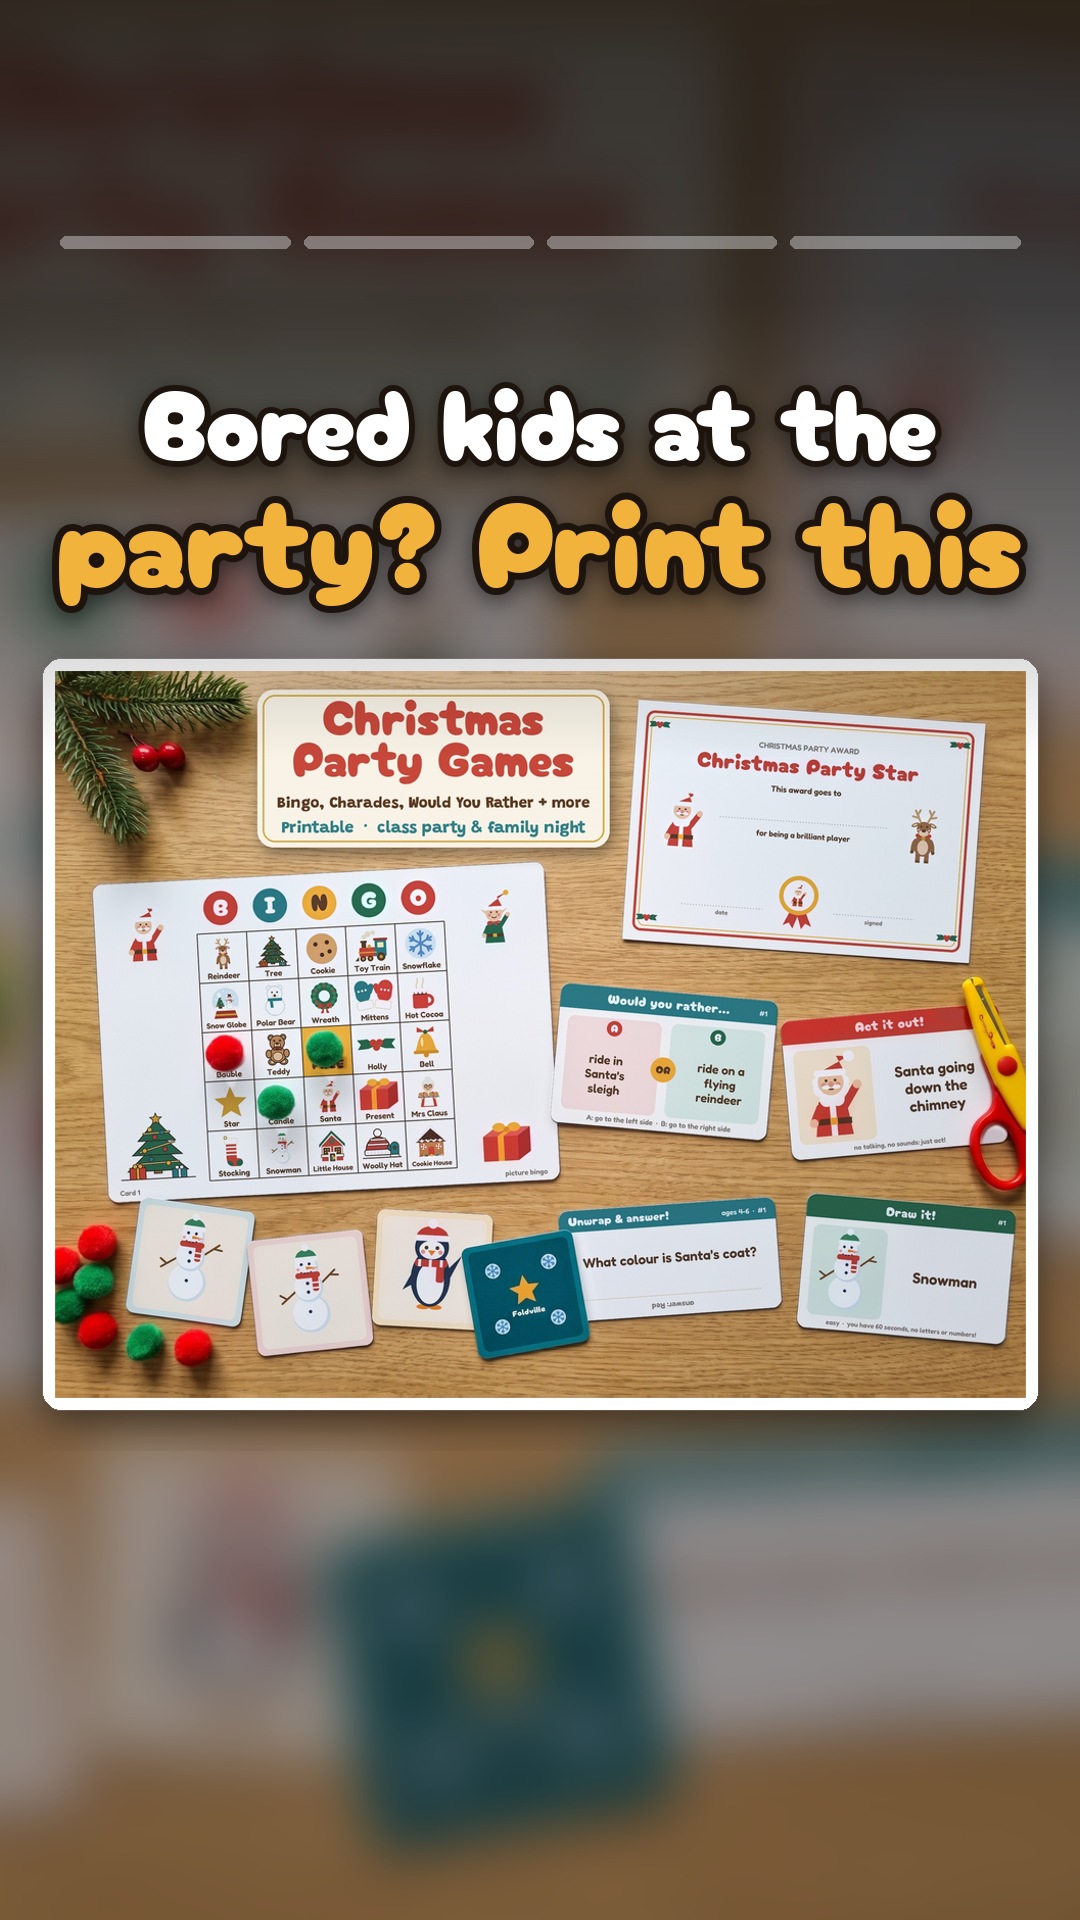 Bored kids at the
party? Print this
Christmas
Party Games
Bingo, Charades, Would You Rather + more
Printable · class party & family night
CHRISTMAS PARTY AWARD
Christmas Party Star
This award goes to
for being a brilliant player
date
signed
B I N G O
Reindeer Tree Cookie Toy Train Snowflake
Snow Globe Polar Bear Wreath Mittens Hot Cocoa
Bauble Teddy Holly Bell
Star Candle Santa Present Mrs Claus
Stocking Snowman Little House Woolly Hat Cookie House
Card 1
picture bingo
Would you rather...
#1
A
B
ride in
Santa's
sleigh
OR
ride on a
flying
reindeer
A: go to the left side · B: go to the right side
Act it out!
Santa going
down the
chimney
no talking, no sounds: just act!
Foldville
Unwrap & answer!
ages 4-6 · #1
What colour is Santa's coat?
answer: Red
Draw it!
#1
Snowman
easy · you have 60 seconds, no letters or numbers!